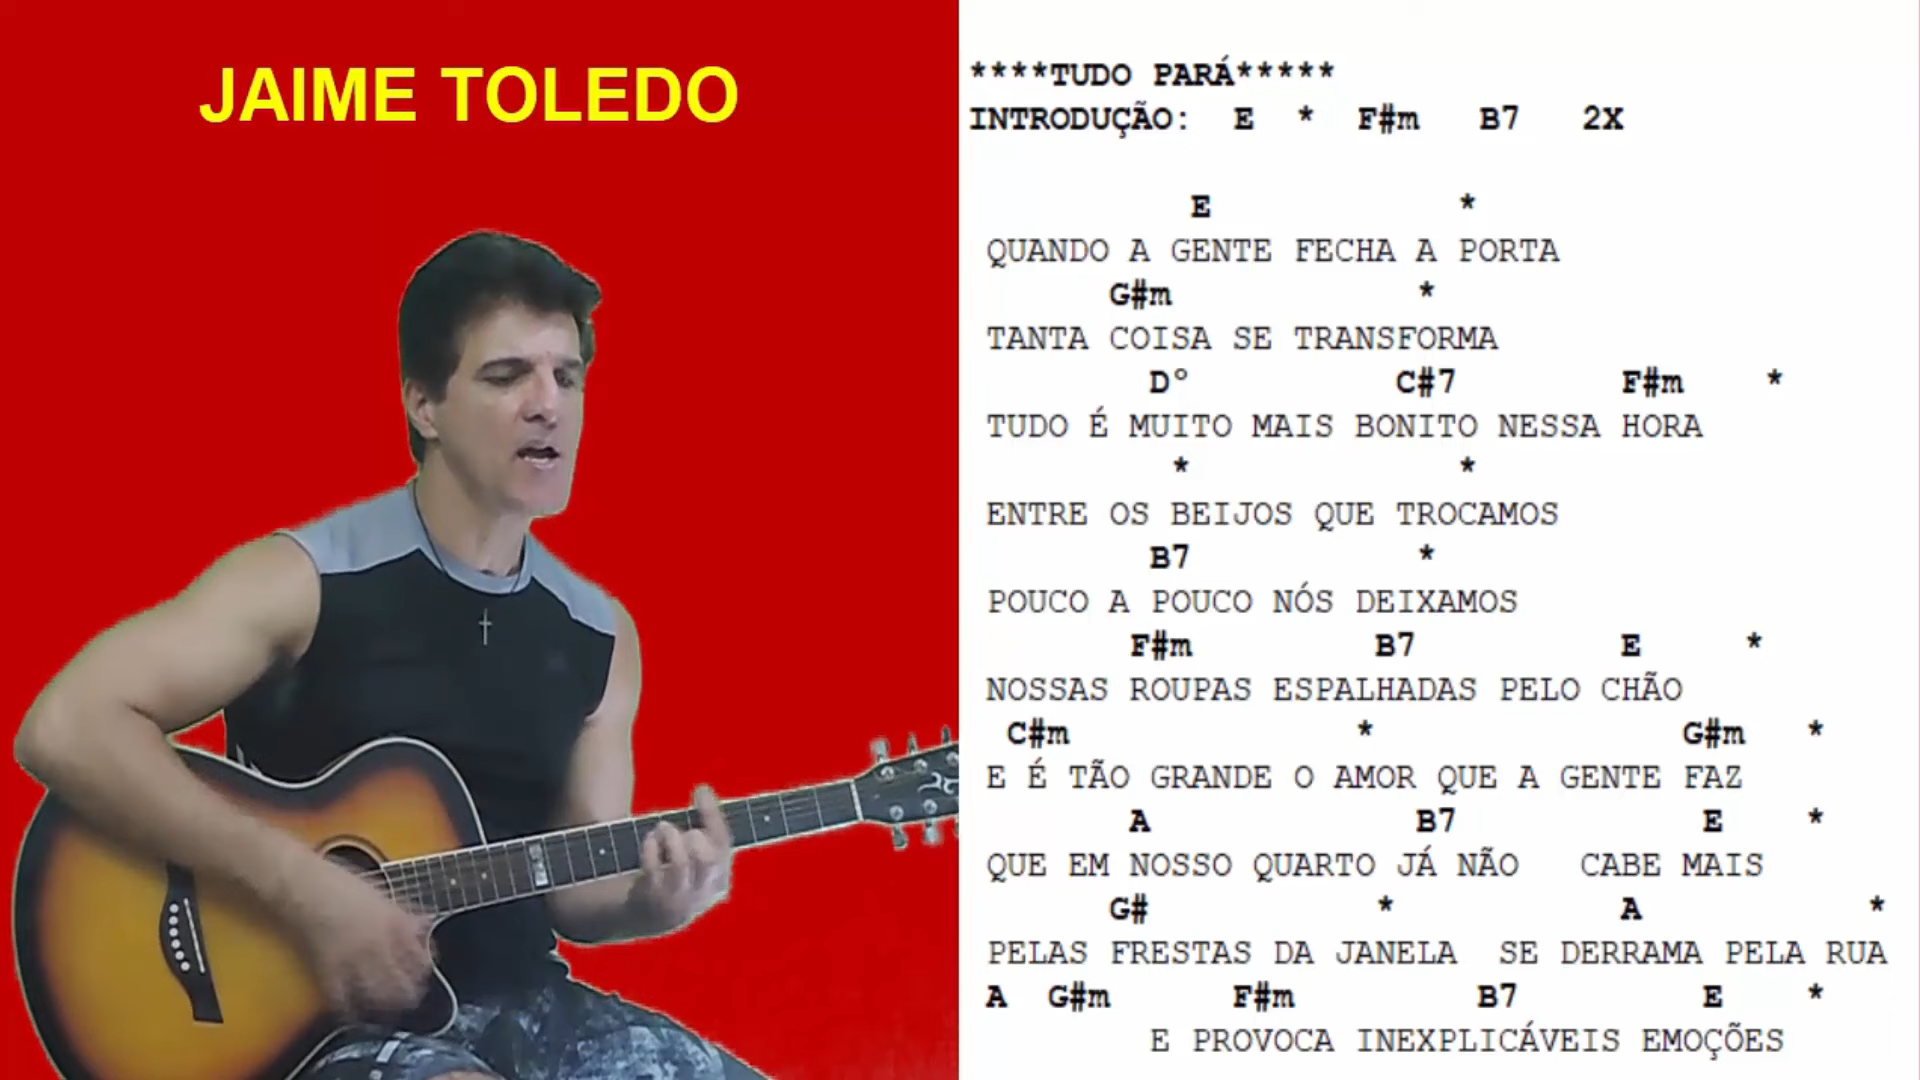 JAIME TOLEDO
****TUDO PARÁ*****
INTRODUÇÃO: E * F#m B7 2X
E *
QUANDO A GENTE FECHA A PORTA
G#m *
TANTA COISA SE TRANSFORMA
D° C#7 F#m *
TUDO É MUITO MAIS BONITO NESSA HORA
* *
ENTRE OS BEIJOS QUE TROCAMOS
B7 *
POUCO A POUCO NÓS DEIXAMOS
F#m B7 E *
NOSSAS ROUPAS ESPALHADAS PELO CHÃO
C#m * G#m *
E É TÃO GRANDE O AMOR QUE A GENTE FAZ
A B7 E *
QUE EM NOSSO QUARTO JÁ NÃO CABE MAIS
G# * A *
PELAS FRESTAS DA JANELA SE DERRAMA PELA RUA
A G#m F#m B7 E *
E PROVOCA INEXPLICÁVEIS EMOÇÕES